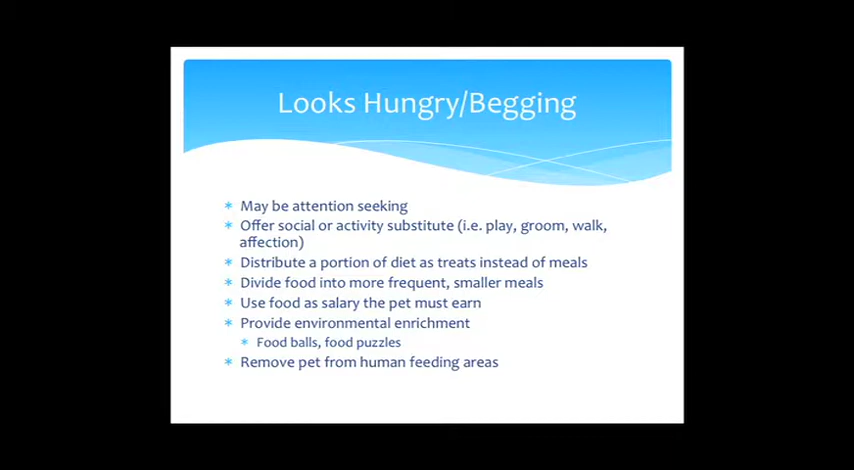 Looks Hungry/Begging
* May be attention seeking
* Offer social or activity substitute (i.e. play, groom, walk,
affection)
* Distribute a portion of diet as treats instead of meals
* Divide food into more frequent, smaller meals
* Use food as salary the pet must earn
* Provide environmental enrichment
* Food balls, food puzzles
* Remove pet from human feeding areas